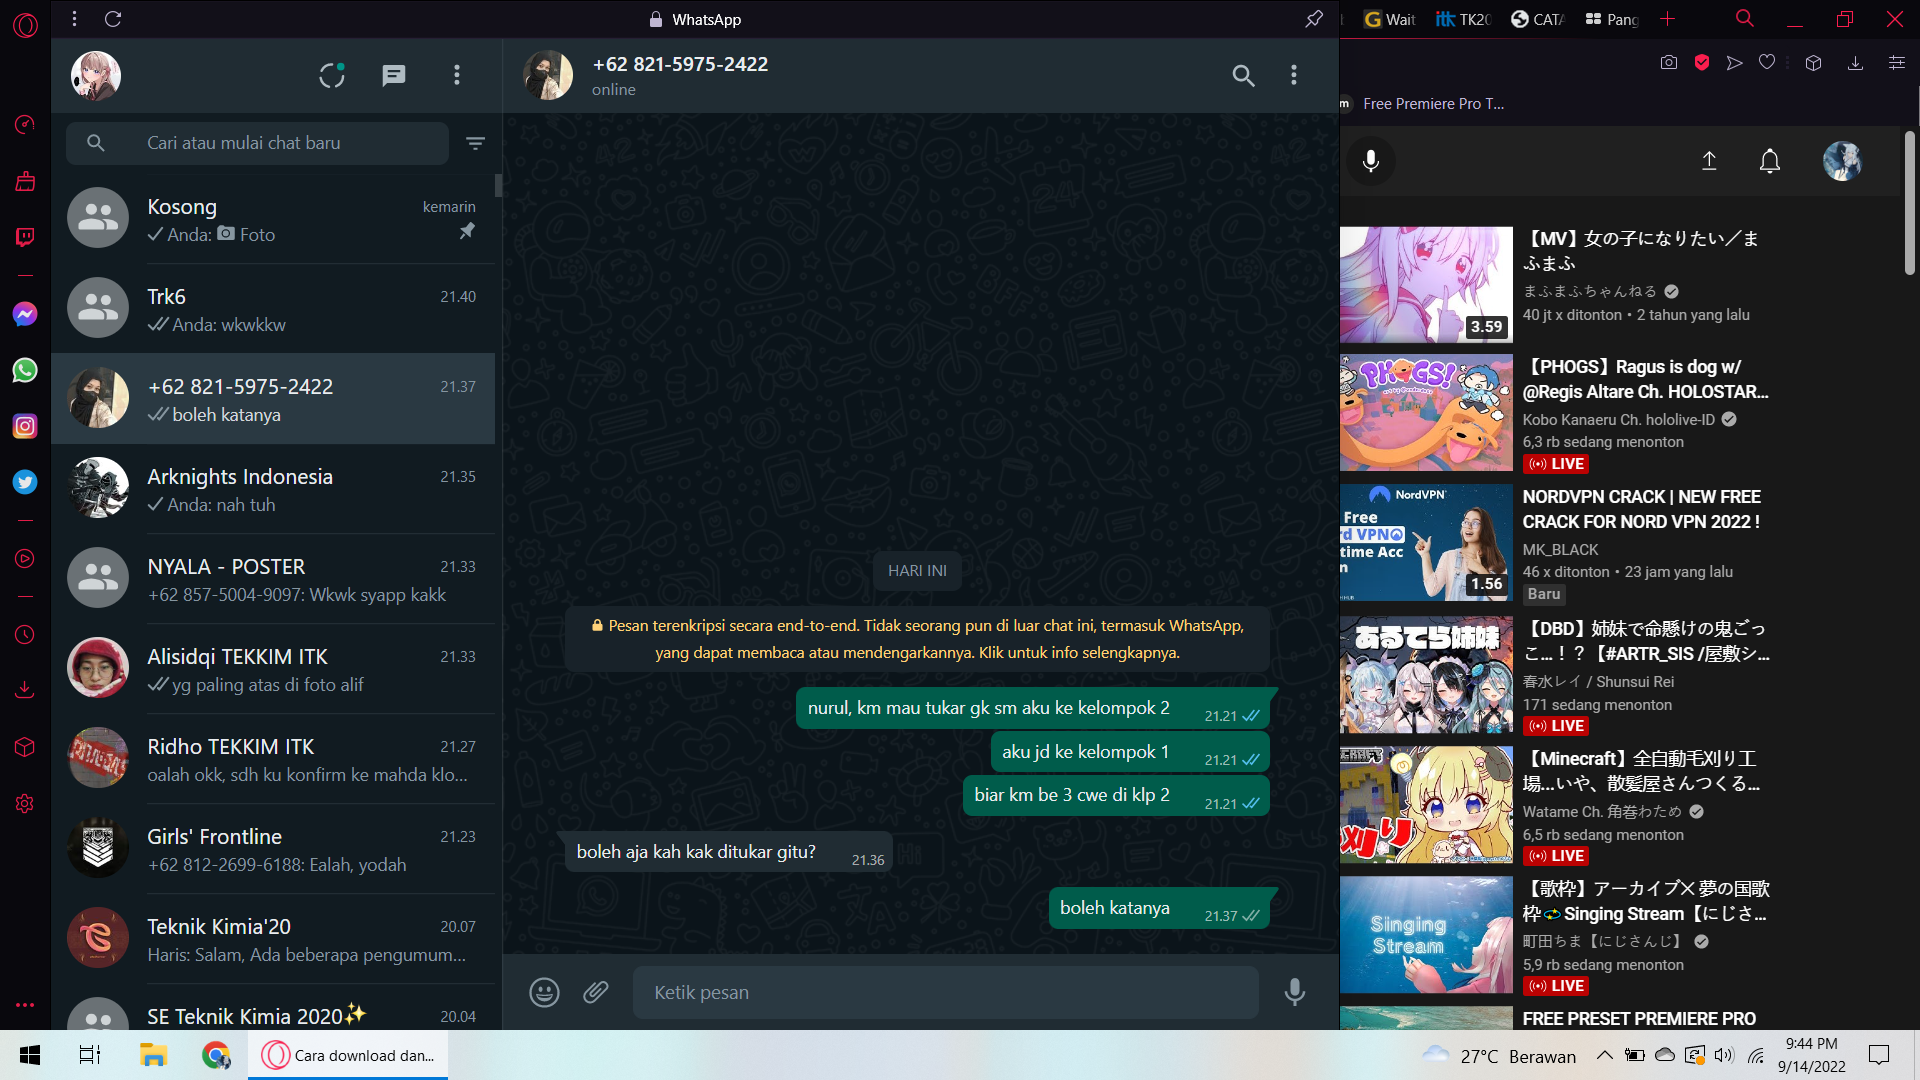 WhatsApp
Wait
TK20
CATA
Pang
+62 821-5975-2422
online
Free Premiere Pro T...
Cari atau mulai chat baru
Kosong
kemarin
Anda: Foto
Trk6
21.40
Anda: wkwkkw
+62 821-5975-2422
21.37
boleh katanya
Arknights Indonesia
21.35
Anda: nah tuh
NYALA - POSTER
21.33
+62 857-5004-9097: Wkwk syapp kakk
Alisidqi TEKKIM ITK
21.33
yg paling atas di foto alif
Ridho TEKKIM ITK
21.27
oalah okk, sdh ku konfirm ke mahda klo...
Girls' Frontline
21.23
+62 812-2699-6188: Ealah, yodah
Teknik Kimia'20
20.07
Haris: Salam, Ada beberapa pengumum...
SE Teknik Kimia 2020✨
20.04
HARI INI
Pesan terenkripsi secara end-to-end. Tidak seorang pun di luar chat ini, termasuk WhatsApp,
yang dapat membaca atau mendengarkannya. Klik untuk info selengkapnya.
nurul, km mau tukar gk sm aku ke kelompok 2
21.21
aku jd ke kelompok 1
21.21
biar km be 3 cwe di klp 2
21.21
boleh aja kah kak ditukar gitu?
21.36
boleh katanya
21.37
Ketik pesan
3.59
【MV】女の子になりたい／ま
ふまふ
まふまふちゃんねる
40 jt x ditonton • 2 tahun yang lalu
PHOGS!
【PHOGS】Ragus is dog w/
@Regis Altare Ch. HOLOSTAR...
Kobo Kanaeru Ch. hololive-ID
6,3 rb sedang menonton
LIVE
NordVPN
Free
rd VPN
time Acc
1.56
NORDVPN CRACK | NEW FREE
CRACK FOR NORD VPN 2022 !
MK_BLACK
46 x ditonton • 23 jam yang lalu
Baru
あるてら姉妹
【DBD】姉妹で命懸けの鬼ごっ
こ...！？【#ARTR_SIS /屋敷シ...
春水レイ / Shunsui Rei
171 sedang menonton
LIVE
刈り
【Minecraft】全自動毛刈り工
場...いや、散髪屋さんつくる...
Watame Ch. 角巻わため
6,5 rb sedang menonton
LIVE
Singing
Stream
【歌枠】アーカイブ✕ 夢の国歌
枠💫Singing Stream【にじさ...
町田ちま【にじさんじ】
5,9 rb sedang menonton
LIVE
FREE PRESET PREMIERE PRO
Cara download dan...
27°C Berawan
9:44 PM
9/14/2022